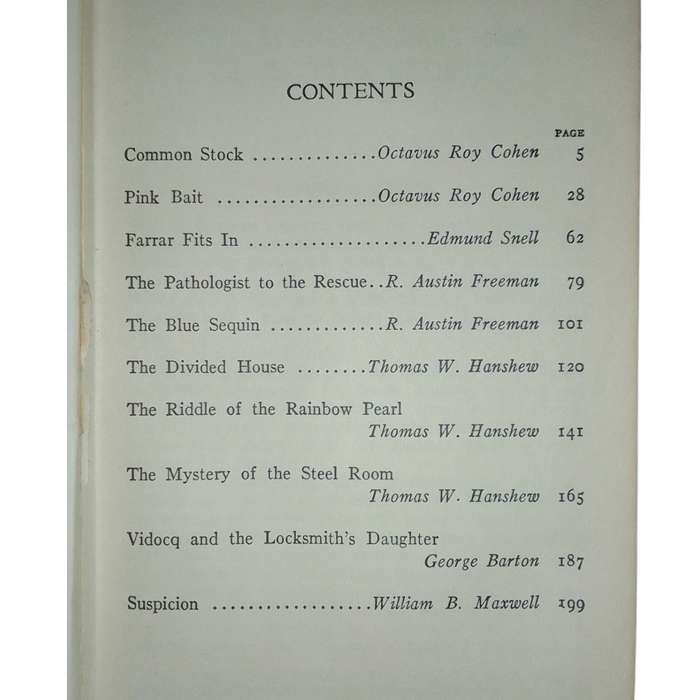 CONTENTS
PAGE
Common Stock ..............Octavus Roy Cohen 5
Pink Bait ..................Octavus Roy Cohen 28
Farrar Fits In ....................Edmund Snell 62
The Pathologist to the Rescue..R. Austin Freeman 79
The Blue Sequin .............R. Austin Freeman 101
The Divided House ........Thomas W. Hanshew 120
The Riddle of the Rainbow Pearl
Thomas W. Hanshew 141
The Mystery of the Steel Room
Thomas W. Hanshew 165
Vidocq and the Locksmith's Daughter
George Barton 187
Suspicion ..................William B. Maxwell 199